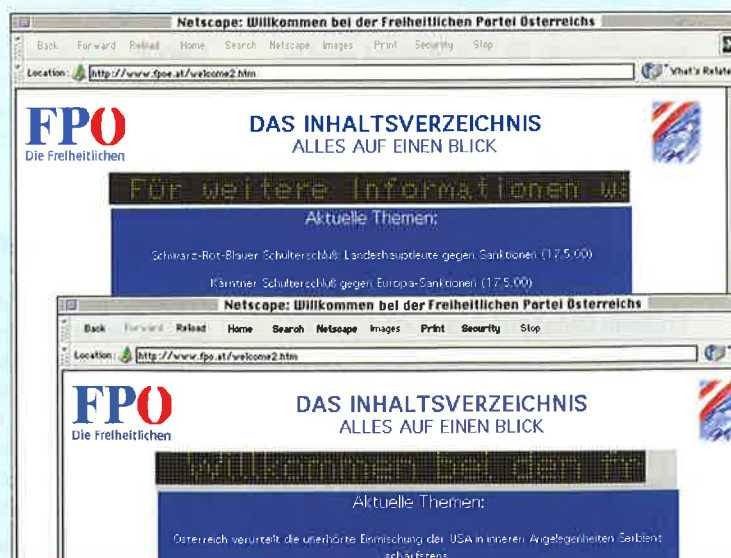 Netscape: Willkommen bei der Freiheitlichen Partei Österreichs
Back Forward Reload Home Search Netscape Images Print Security Stop
Location: http://www.fpoe.at/welcome2.htm What's Relate
FPÖ
Die Freiheitlichen
DAS INHALTSVERZEICHNIS
ALLES AUF EINEN BLICK
Für weitere Informationen wä
Aktuelle Themen:
Schwarz-Rot-Blauer Schulterschluß: Landeshauptleute gegen Sanktionen (17.5.00)
Kärntner Schulterschluß gegen Europa-Sanktionen (17.5.00)
Netscape: Willkommen bei der Freiheitlichen Partei Österreichs
Back Forward Reload Home Search Netscape Images Print Security Stop
Location: http://www.fpo.at/welcome2.htm
FPO
Die Freiheitlichen
DAS INHALTSVERZEICHNIS
ALLES AUF EINEN BLICK
Willkommen bei den Fr
Aktuelle Themen:
Österreich verurteilt die unerhörte Einmischung der USA in inneren Angelegenheiten Serbiens
schärfstens